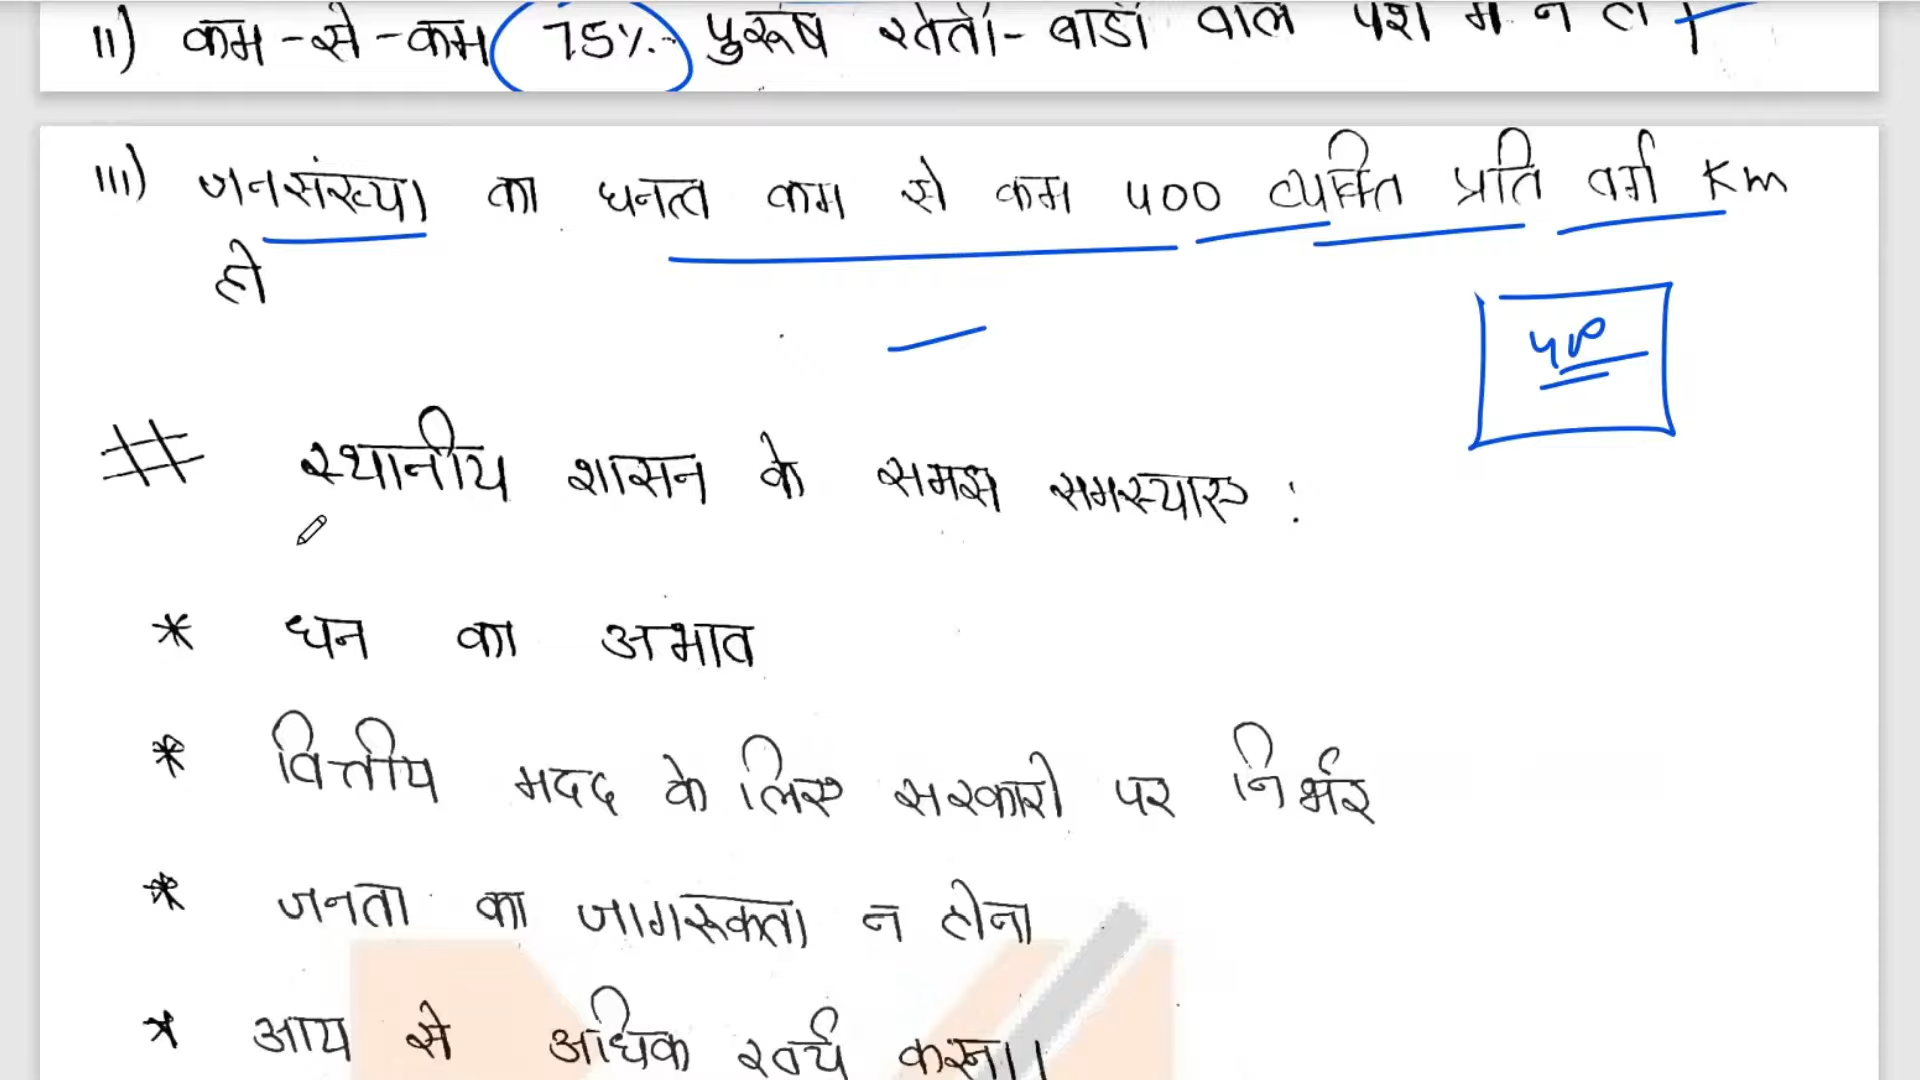 ii) कम-से-कम 75% पुरूष खेती-बाडी वाले पेशे में न हो।
iii) जनसंख्या का घनत्व कम से कम 400 व्यक्ति प्रति वर्ग Km
हो
400
# स्थानीय शासन के समक्ष समस्याए :
* धन का अभाव
* वित्तीय मदद के लिए सरकारो पर निर्भर
* जनता का जागरूकता न होना
* आय से अधिक खर्च करना।